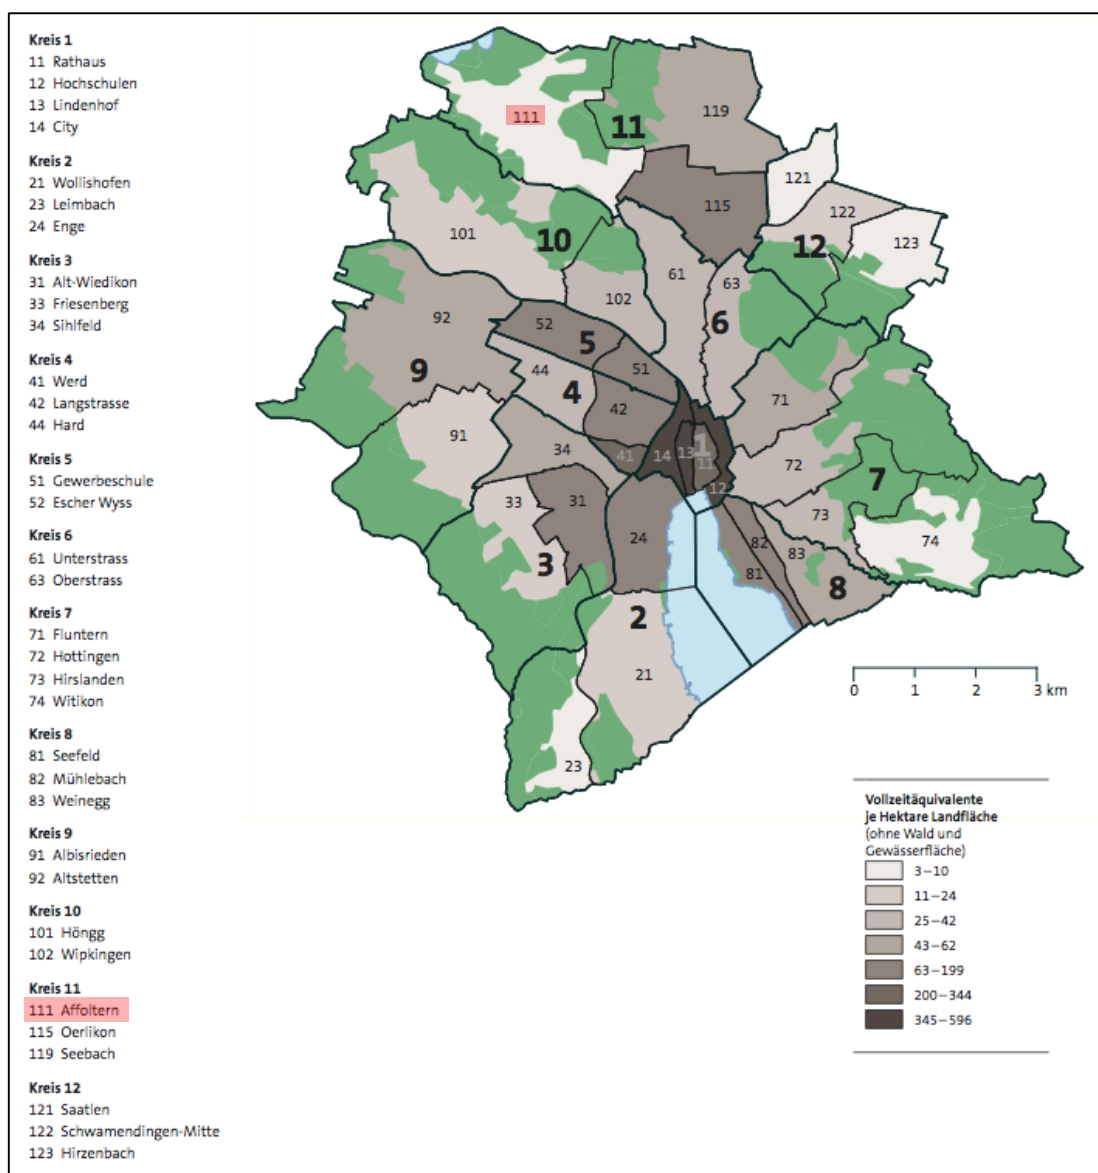 Kreis 1
11 Rathaus
12 Hochschulen
13 Lindenhof
14 City
Kreis 2
21 Wollishofen
23 Leimbach
24 Enge
Kreis 3
31 Alt-Wiedikon
33 Friesenberg
34 Sihlfeld
Kreis 4
41 Werd
42 Langstrasse
44 Hard
Kreis 5
51 Gewerbeschule
52 Escher Wyss
Kreis 6
61 Unterstrass
63 Oberstrass
Kreis 7
71 Fluntern
72 Hottingen
73 Hirslanden
74 Witikon
Kreis 8
81 Seefeld
82 Mühlebach
83 Weinegg
Kreis 9
91 Albisrieden
92 Altstetten
Kreis 10
101 Höngg
102 Wipkingen
Kreis 11
111 Affoltern
115 Oerlikon
119 Seebach
Kreis 12
121 Saatlen
122 Schwamendingen-Mitte
123 Hirzenbach
111
11
119
121
115
122
101
10
12
123
61
63
102
92
52
6
5
9
44
51
4
42
71
91
34
41
14
13
1
11
72
7
12
33
31
73
24
82
83
74
3
81
8
2
21
23
0 1 2 3 km
Vollzeitäquivalente
je Hektare Landfläche
(ohne Wald und
Gewässerfläche)
3–10
11–24
25–42
43–62
63–199
200–344
345–596